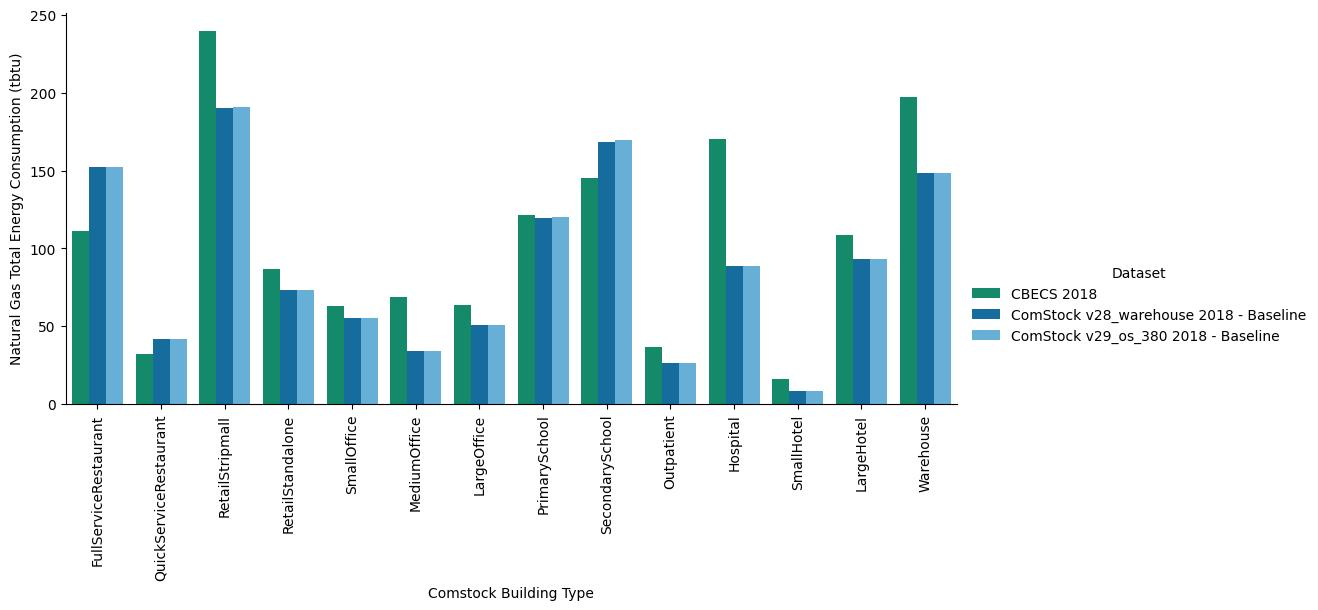 Natural Gas Total Energy Consumption (tbtu)
250
200
150
100
50
0
FullServiceRestaurant
QuickServiceRestaurant
RetailStripmall
RetailStandalone
SmallOffice
MediumOffice
LargeOffice
PrimarySchool
SecondarySchool
Outpatient
Hospital
SmallHotel
LargeHotel
Warehouse
Comstock Building Type
Dataset
CBECS 2018
ComStock v28_warehouse 2018 - Baseline
ComStock v29_os_380 2018 - Baseline